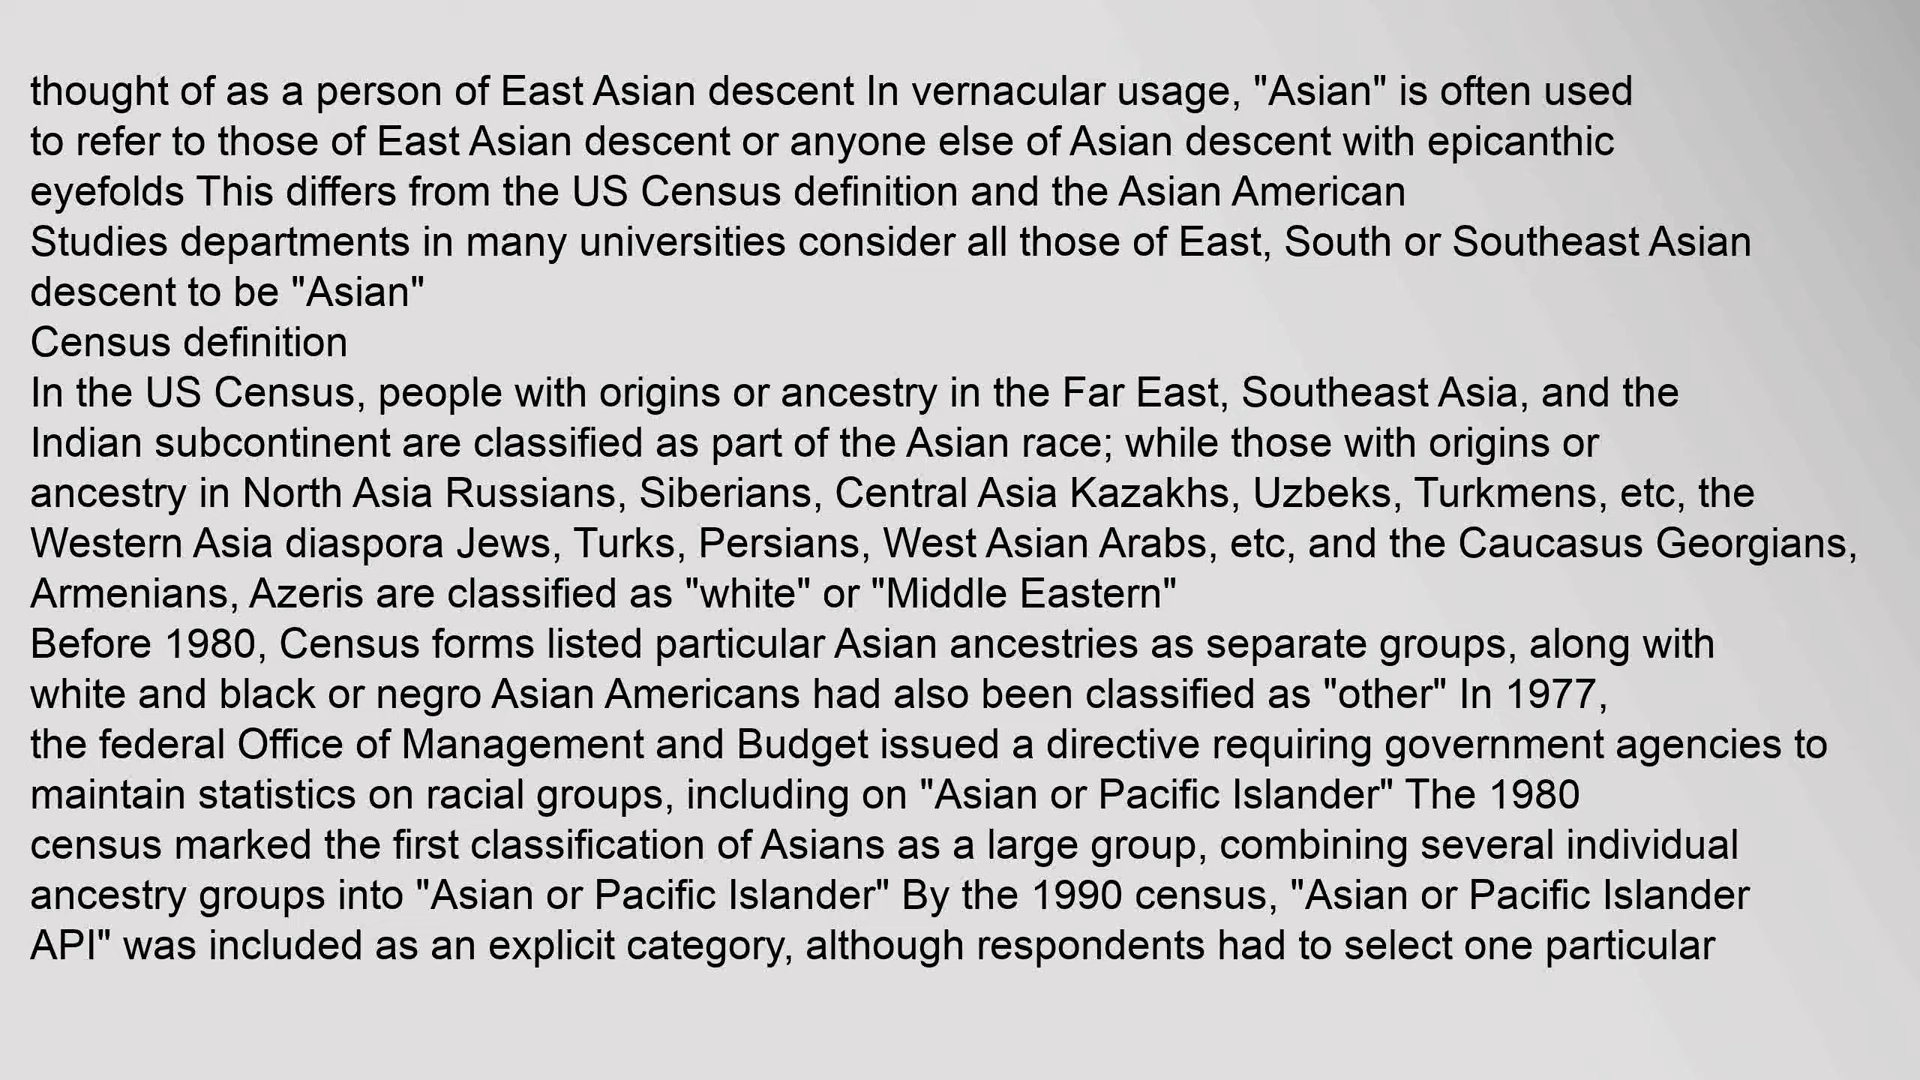 thought of as a person of East Asian descent In vernacular usage, "Asian" is often used
to refer to those of East Asian descent or anyone else of Asian descent with epicanthic
eyefolds This differs from the US Census definition and the Asian American
Studies departments in many universities consider all those of East, South or Southeast Asian
descent to be "Asian"
Census definition
In the US Census, people with origins or ancestry in the Far East, Southeast Asia, and the
Indian subcontinent are classified as part of the Asian race; while those with origins or
ancestry in North Asia Russians, Siberians, Central Asia Kazakhs, Uzbeks, Turkmens, etc, the
Western Asia diaspora Jews, Turks, Persians, West Asian Arabs, etc, and the Caucasus Georgians,
Armenians, Azeris are classified as "white" or "Middle Eastern"
Before 1980, Census forms listed particular Asian ancestries as separate groups, along with
white and black or negro Asian Americans had also been classified as "other" In 1977,
the federal Office of Management and Budget issued a directive requiring government agencies to
maintain statistics on racial groups, including on "Asian or Pacific Islander" The 1980
census marked the first classification of Asians as a large group, combining several individual
ancestry groups into "Asian or Pacific Islander" By the 1990 census, "Asian or Pacific Islander
API" was included as an explicit category, although respondents had to select one particular